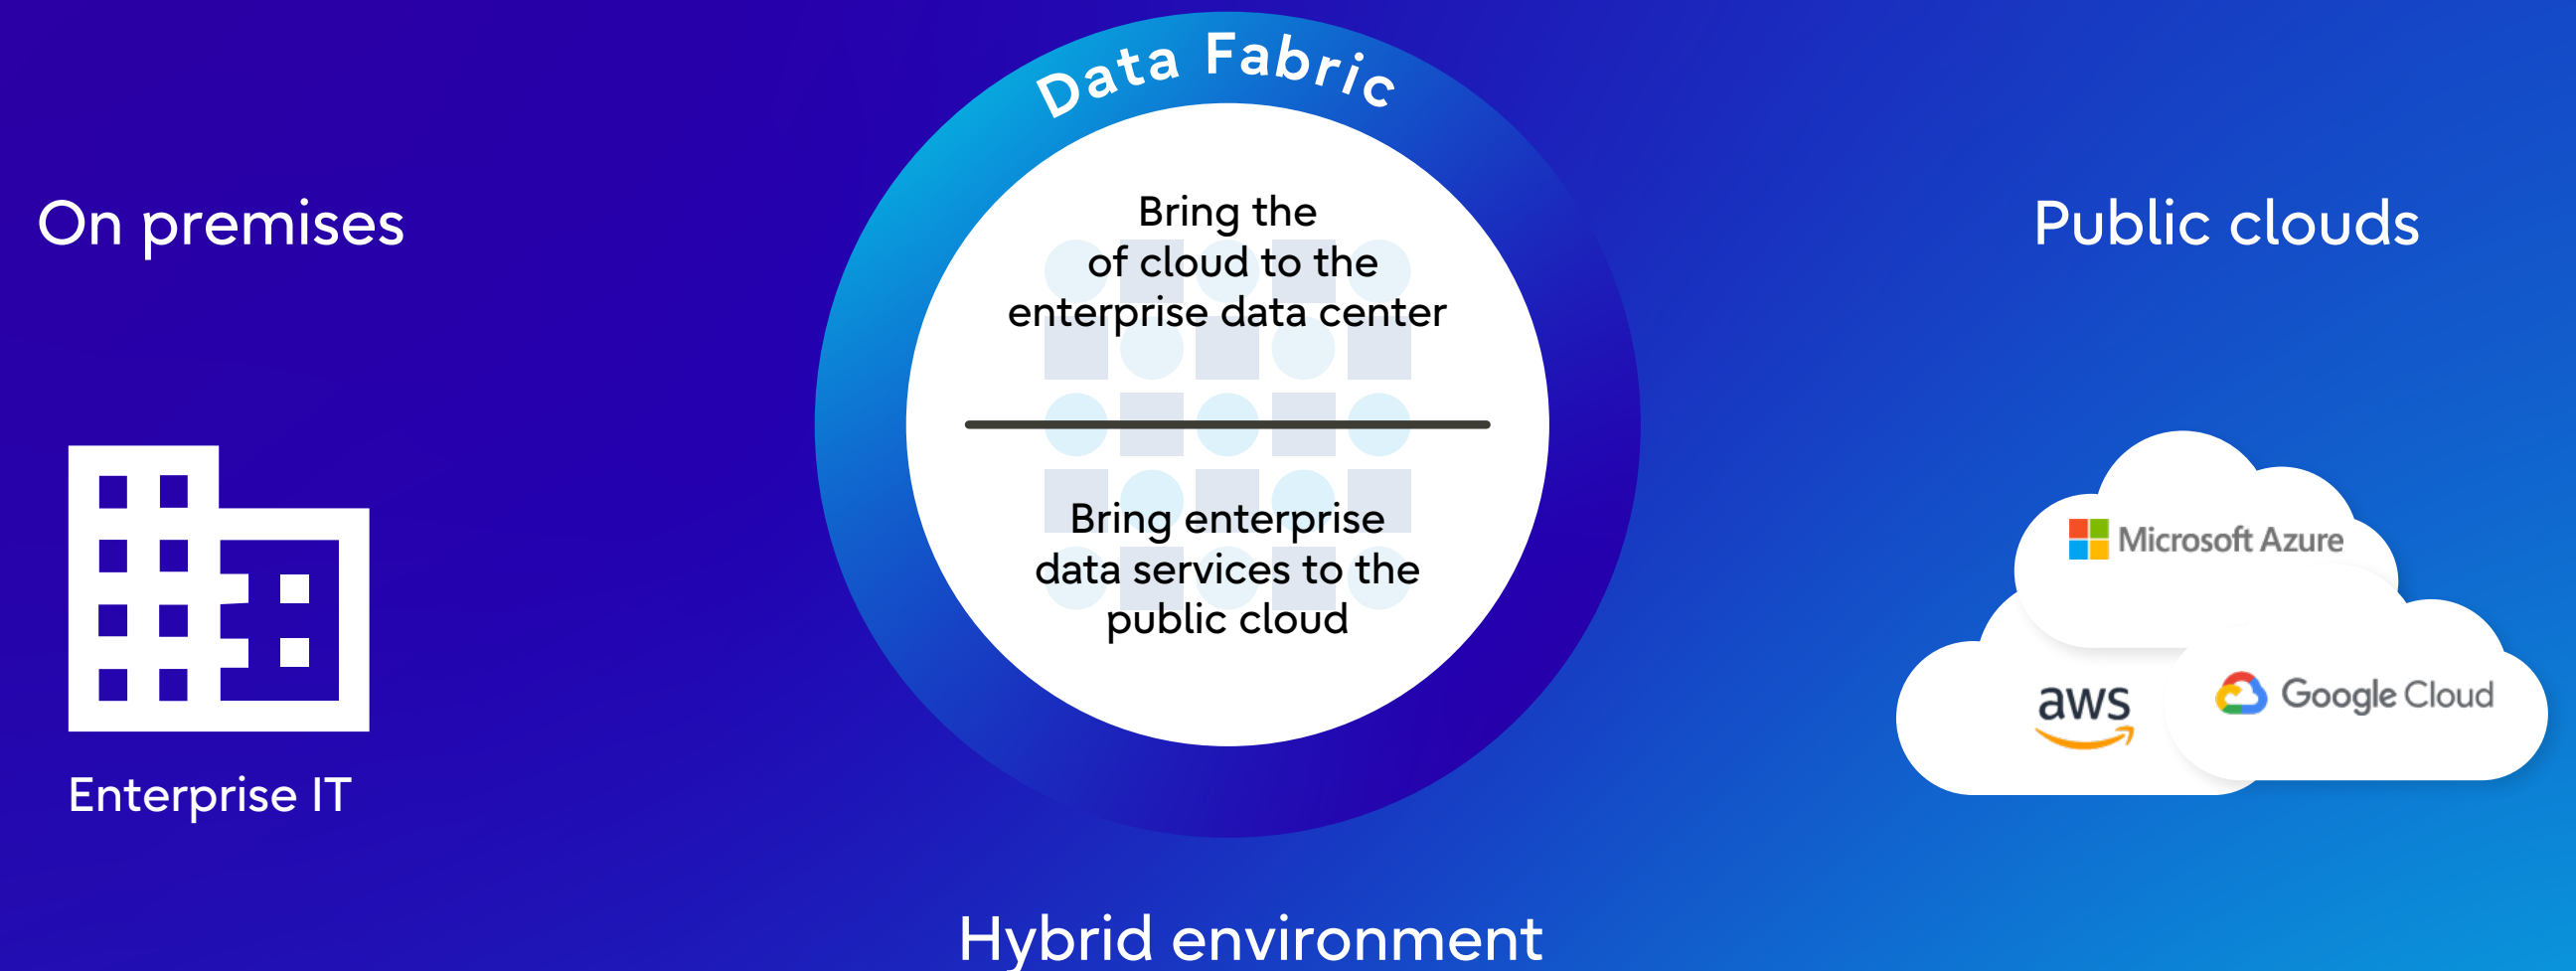 Data Fabric
On premises
Bring the
of cloud to the
enterprise data center
Public clouds
Bring enterprise
data services to the
public cloud
Microsoft Azure
aws
Google Cloud
Enterprise IT
Hybrid environment